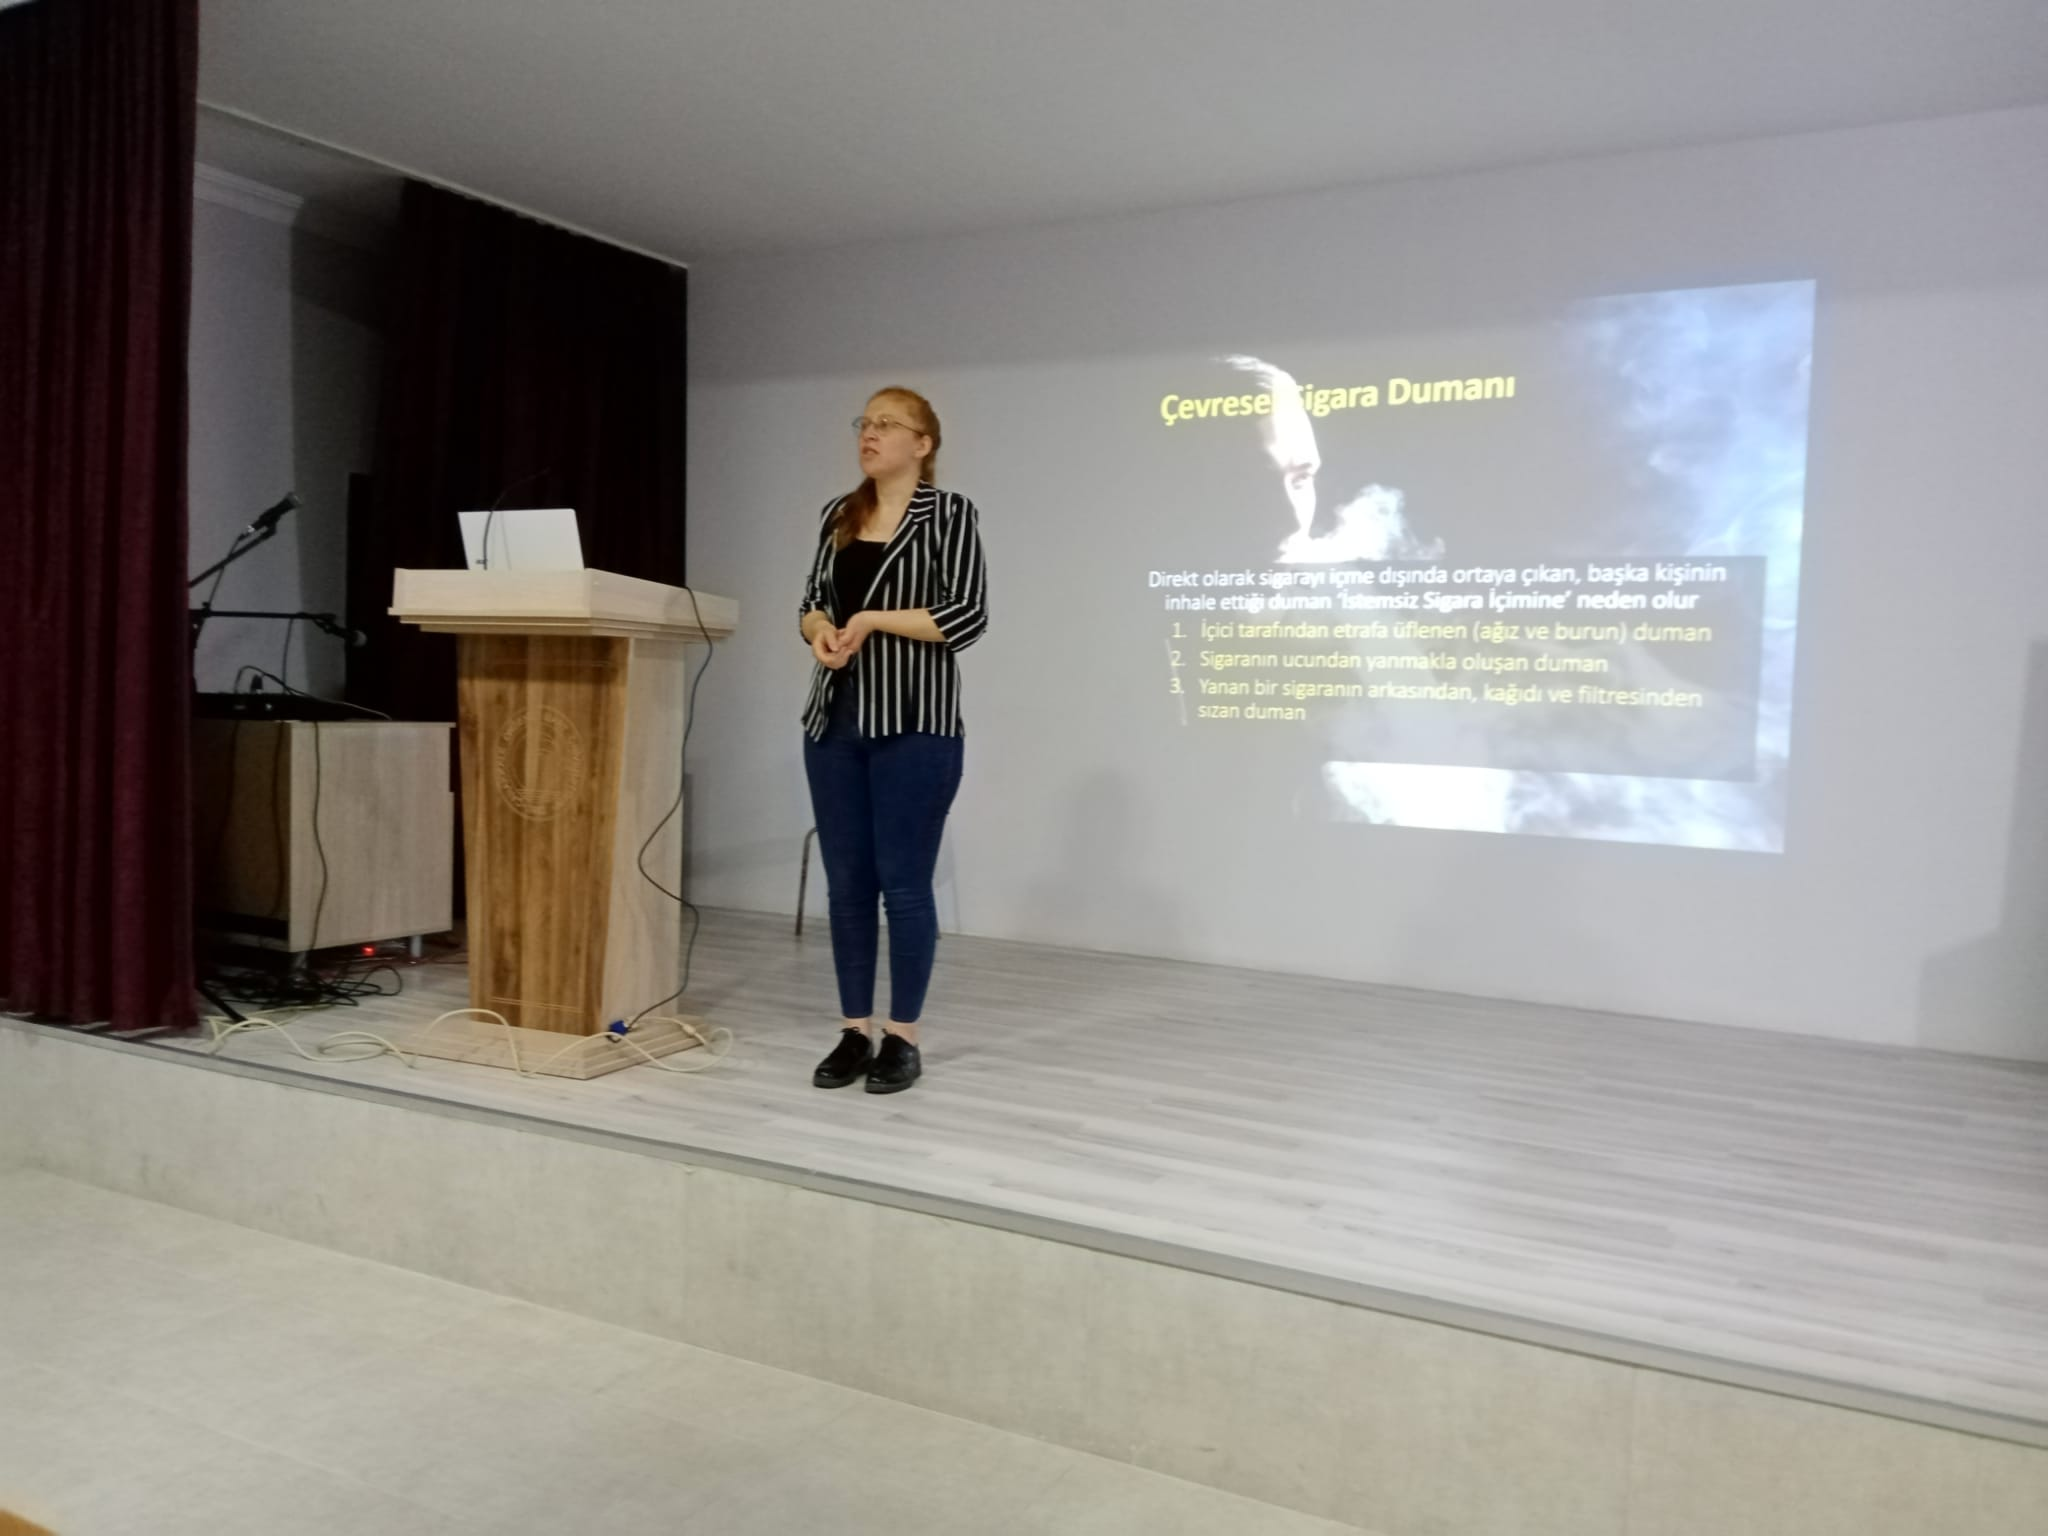 Çevresel Sigara Dumanı
Direkt olarak sigarayı içme dışında ortaya çıkan, başka kişinin
inhale ettiği duman ‘İstemsiz Sigara İçimine’ neden olur
1. İçici tarafından etrafa üflenen (ağız ve burun) duman
2. Sigaranın ucundan yanmakla oluşan duman
3. Yanan bir sigaranın arkasından, kağıdı ve filtresinden
sızan duman